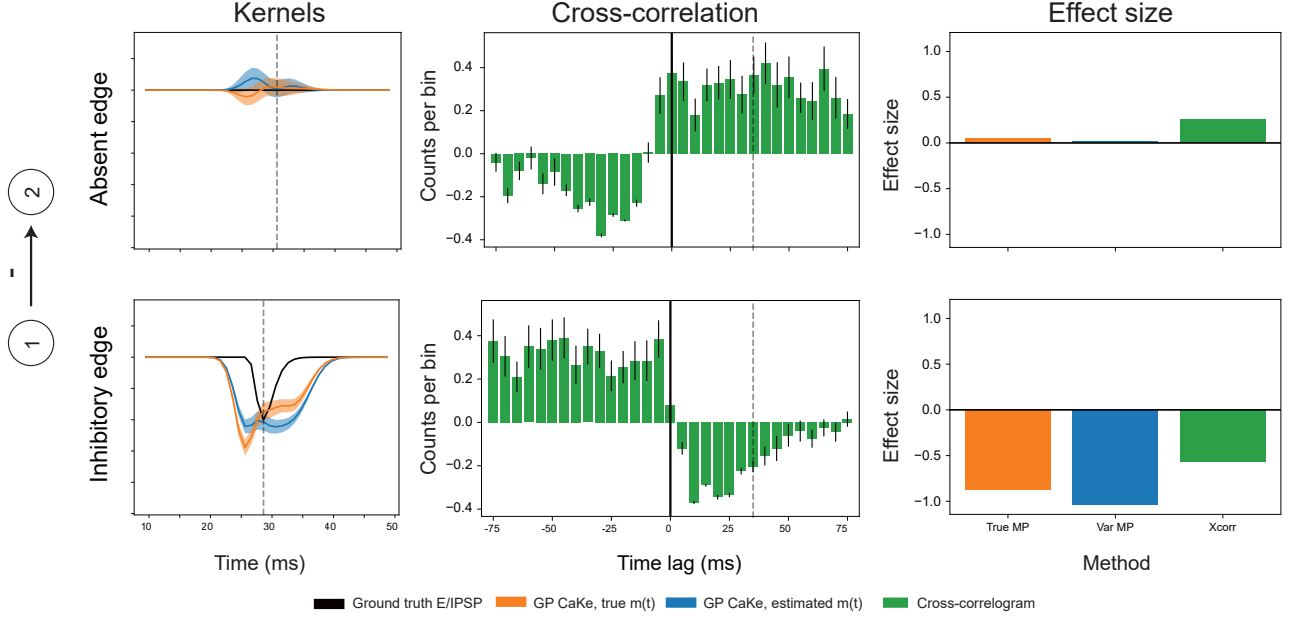 Kernels
Cross-correlation
Effect size
Absent edge
Counts per bin
0.4
0.2
0.0
−0.2
−0.4
Effect size
1.0
0.5
0.0
−0.5
−1.0
2
-
1
Inhibitory edge
10 20 30 40 50
Time (ms)
Counts per bin
0.4
0.2
0.0
−0.2
−0.4
-75 -50 -25 0 25 50 75
Time lag (ms)
Effect size
1.0
0.5
0.0
−0.5
−1.0
True MP Var MP Xcorr
Method
Ground truth E/IPSP GP CaKe, true m(t) GP CaKe, estimated m(t) Cross-correlogram